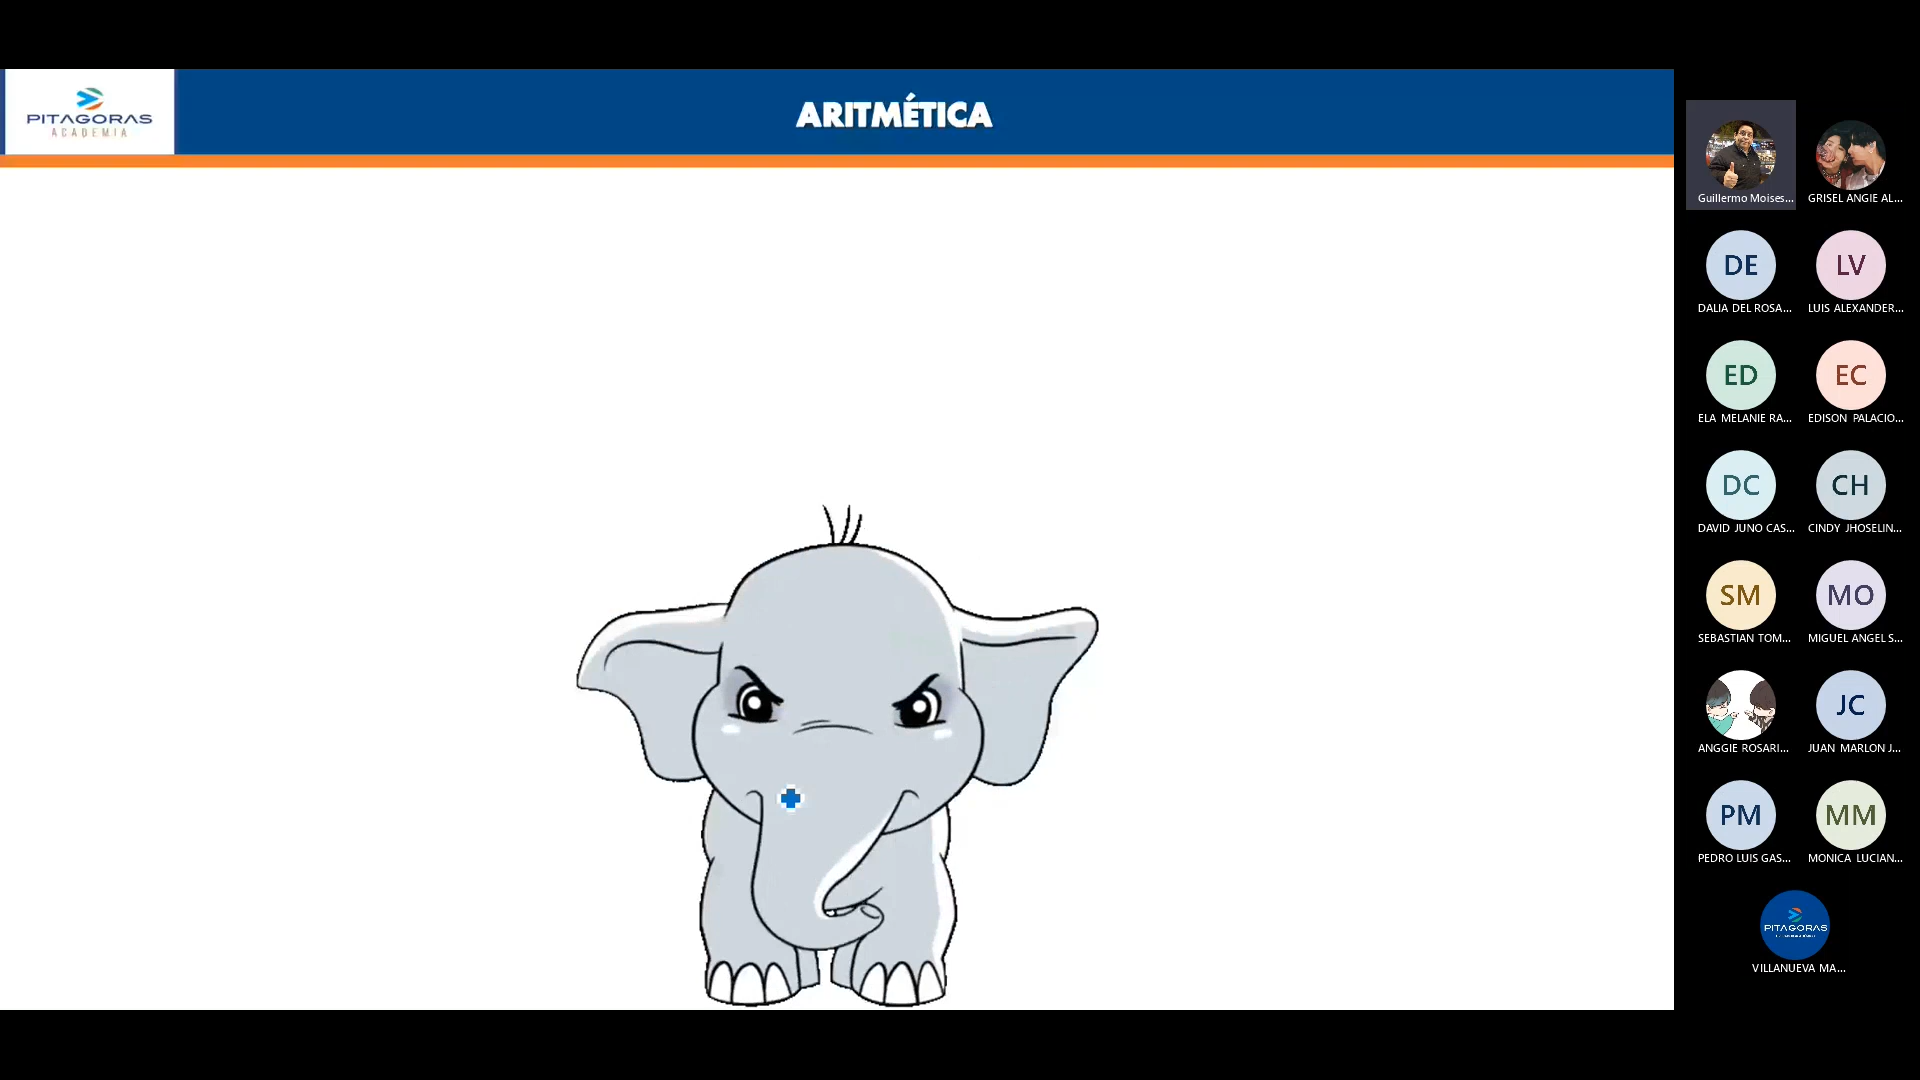 PITAGORAS
ACADEMIA
ARITMÉTICA
Guillermo Moises...
GRISEL ANGIE AL...
DE
LV
DALIA DEL ROSA...
LUIS ALEXANDER...
ED
EC
ELA MELANIE RA...
EDISON PALACIO...
DC
CH
DAVID JUNO CAS...
CINDY JHOSELIN...
SM
MO
SEBASTIAN TOM...
MIGUEL ANGEL S...
ANGGIE ROSARI...
JC
JUAN MARLON J...
PM
MM
PEDRO LUIS GAS...
MONICA LUCIAN...
PITAGORAS
VILLANUEVA MA...